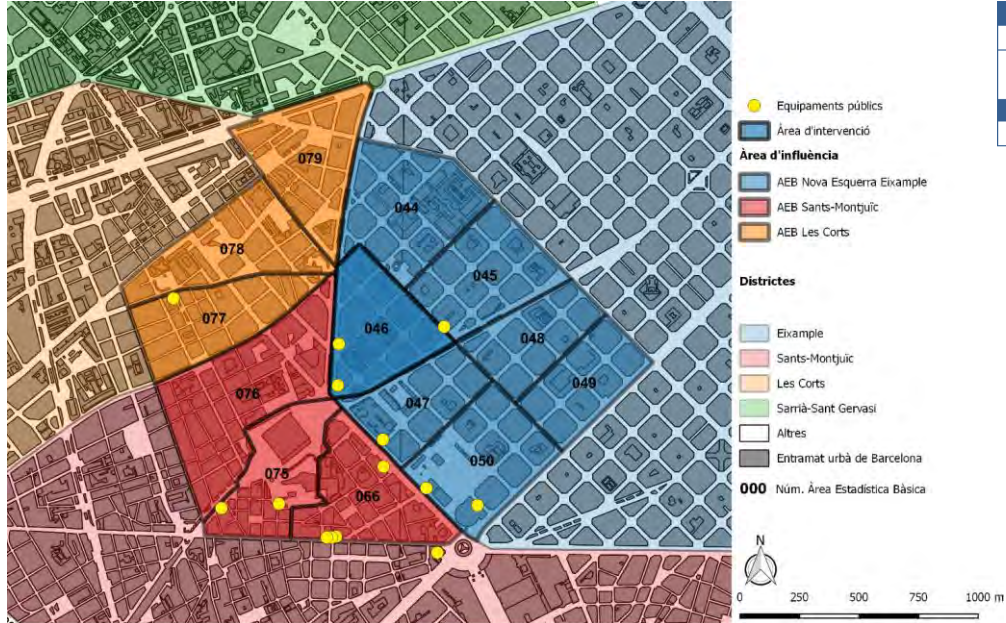 079
044
078
045
077
046
048
076
047
049
075
050
066
Equipaments públics
Àrea d'intervenció
Àrea d'influència
AEB Nova Esquerra Eixample
AEB Sants-Montjuïc
AEB Les Corts
Districtes
Eixample
Sants-Montjuïc
Les Corts
Sarrià-Sant Gervasi
Altres
Entramat urbà de Barcelona
000 Núm. Àrea Estadística Bàsica
N
0 250 500 750 1000 m